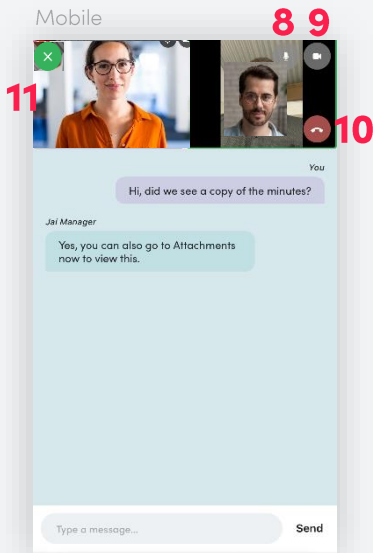 Mobile
8 9
11
10
You
Hi, did we see a copy of the minutes?
Jai Manager
Yes, you can also go to Attachments
now to view this.
Type a message...
Send